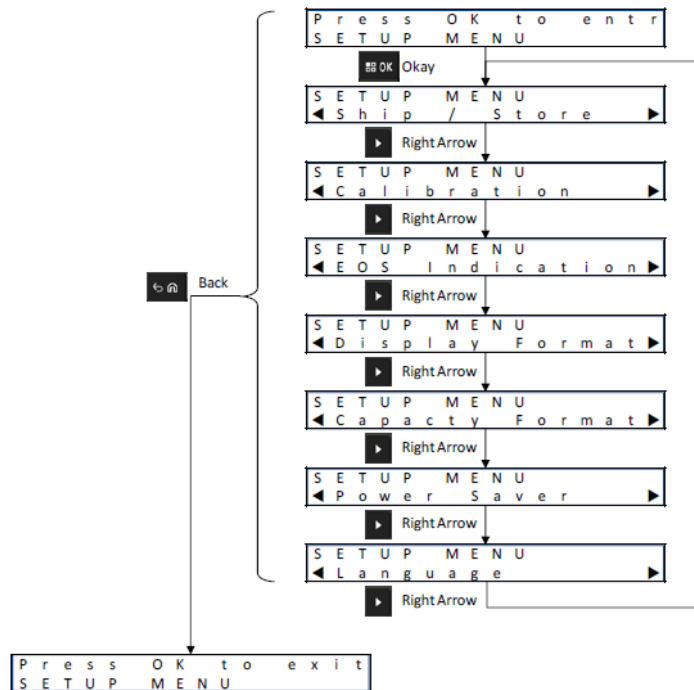 Press OK to entr
SETUP MENU
OK Okay
SETUP MENU
◀Ship / Store ▶
Right Arrow
SETUP MENU
◀Calibration ▶
Right Arrow
SETUP MENU
◀EOS Indication▶
Back
Right Arrow
SETUP MENU
◀Display Format▶
Right Arrow
SETUP MENU
◀Capacty Format▶
Right Arrow
SETUP MENU
◀Power Saver ▶
Right Arrow
SETUP MENU
◀Language ▶
Right Arrow
Press OK to exit
SETUP MENU